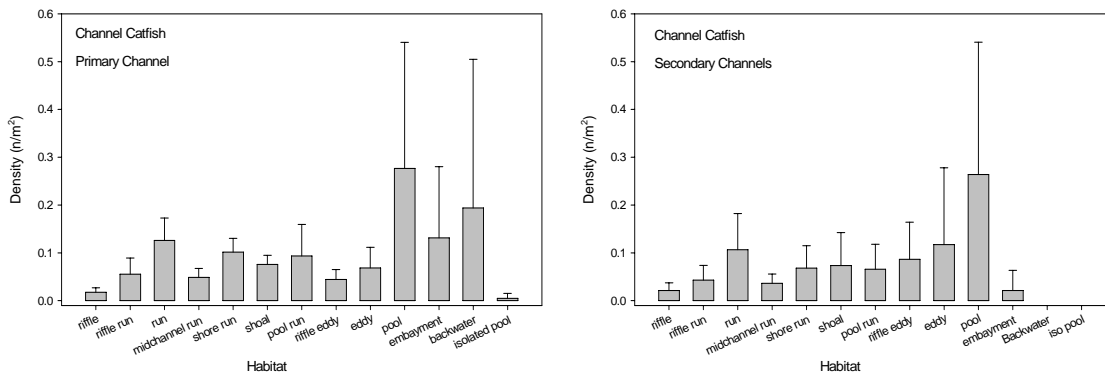 Channel Catfish
Primary Channel
Density (n/m²)
0.6
0.5
0.4
0.3
0.2
0.1
0.0
riffle
riffle run
run
midchannel run
shore run
shoal
pool run
riffle eddy
eddy
pool
embayment
backwater
isolated pool
Habitat
Channel Catfish
Secondary Channels
Density (n/m²)
0.6
0.5
0.4
0.3
0.2
0.1
0.0
riffle
riffle run
run
midchannel run
shore run
shoal
pool run
riffle eddy
eddy
pool
embayment
Backwater
iso pool
Habitat